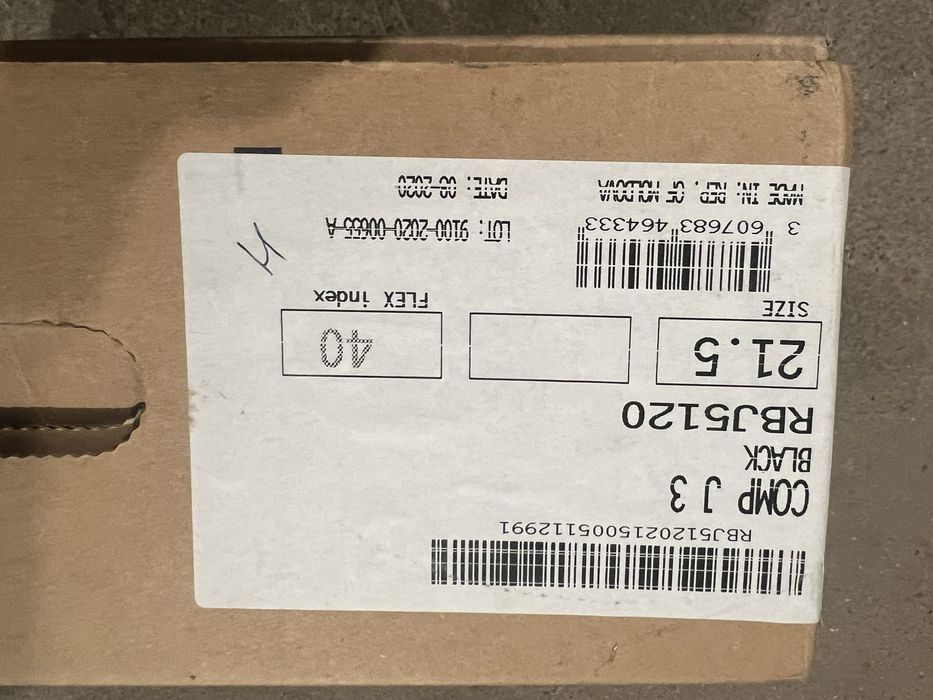 RBJ5120215005112991
COMP J 3
BLACK
RBJ5120
21.5
40
SIZE
FLEX index
3 607683 464333
LOT: 9100-2020-00655-A
MADE IN: REP. OF MOLDOVA
DATE: 08-2020